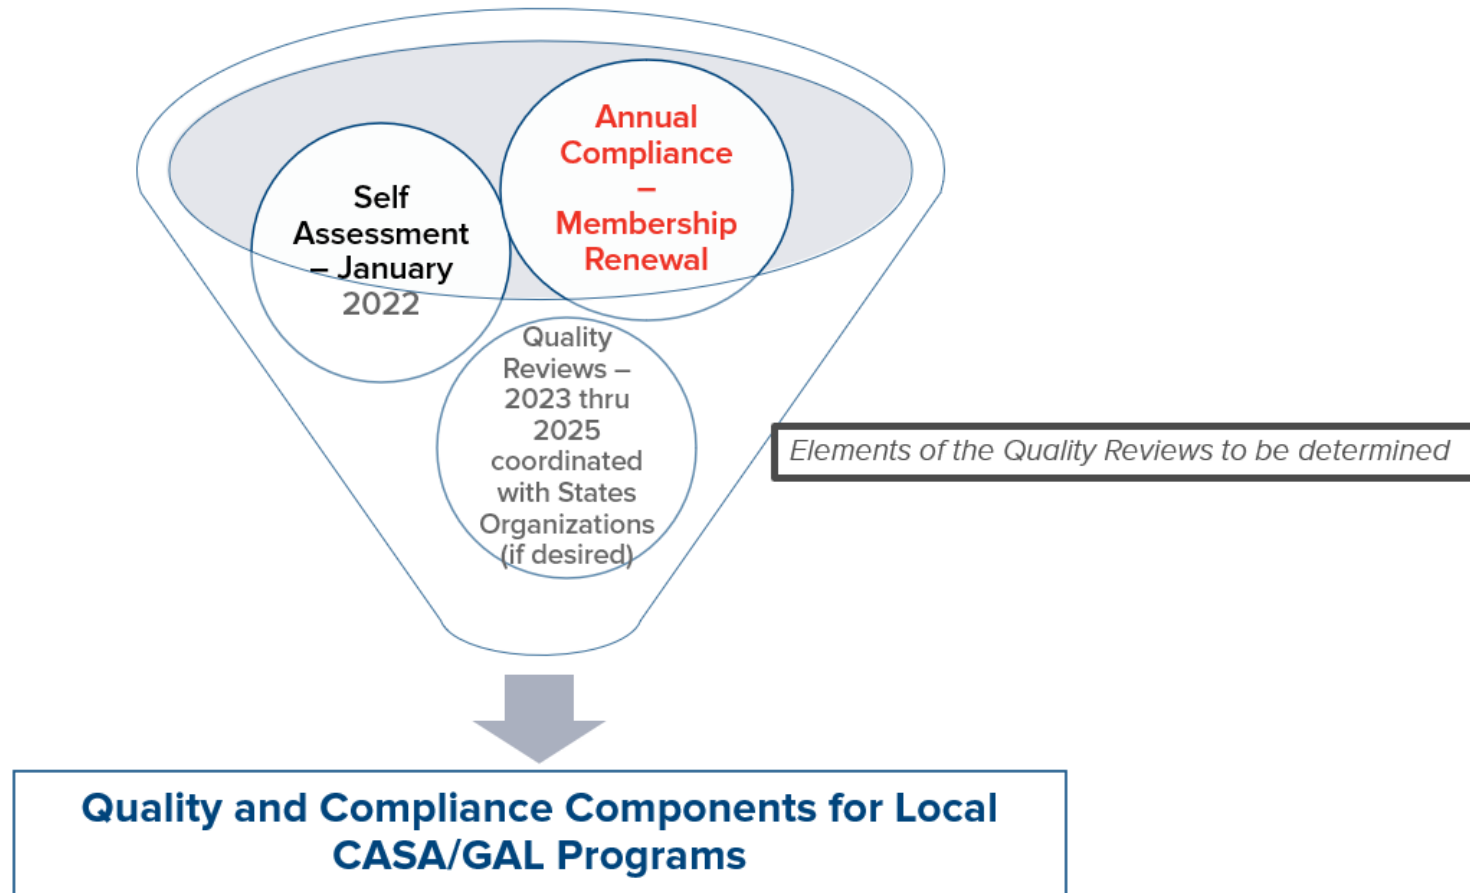 Annual
Compliance
–
Membership
Renewal
Self
Assessment
– January
2022
Quality
Reviews –
2023 thru
2025
coordinated
with States
Organizations
(if desired)
Elements of the Quality Reviews to be determined
Quality and Compliance Components for Local
CASA/GAL Programs